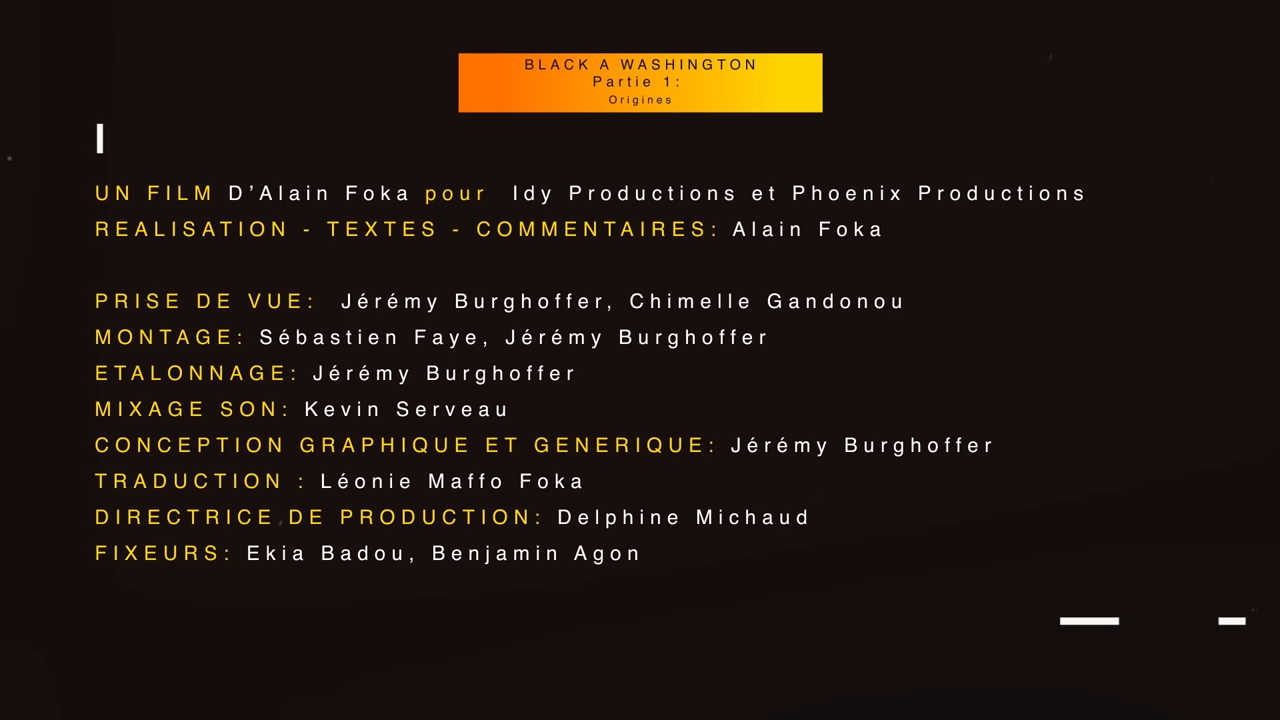 BLACK A WASHINGTON
Partie 1:
Origines
UN FILM D’Alain Foka pour Idy Productions et Phoenix Productions
REALISATION - TEXTES - COMMENTAIRES: Alain Foka
PRISE DE VUE: Jérémy Burghoffer, Chimelle Gandonou
MONTAGE: Sébastien Faye, Jérémy Burghoffer
ETALONNAGE: Jérémy Burghoffer
MIXAGE SON: Kevin Serveau
CONCEPTION GRAPHIQUE ET GENERIQUE: Jérémy Burghoffer
TRADUCTION : Léonie Maffo Foka
DIRECTRICE DE PRODUCTION: Delphine Michaud
FIXEURS: Ekia Badou, Benjamin Agon